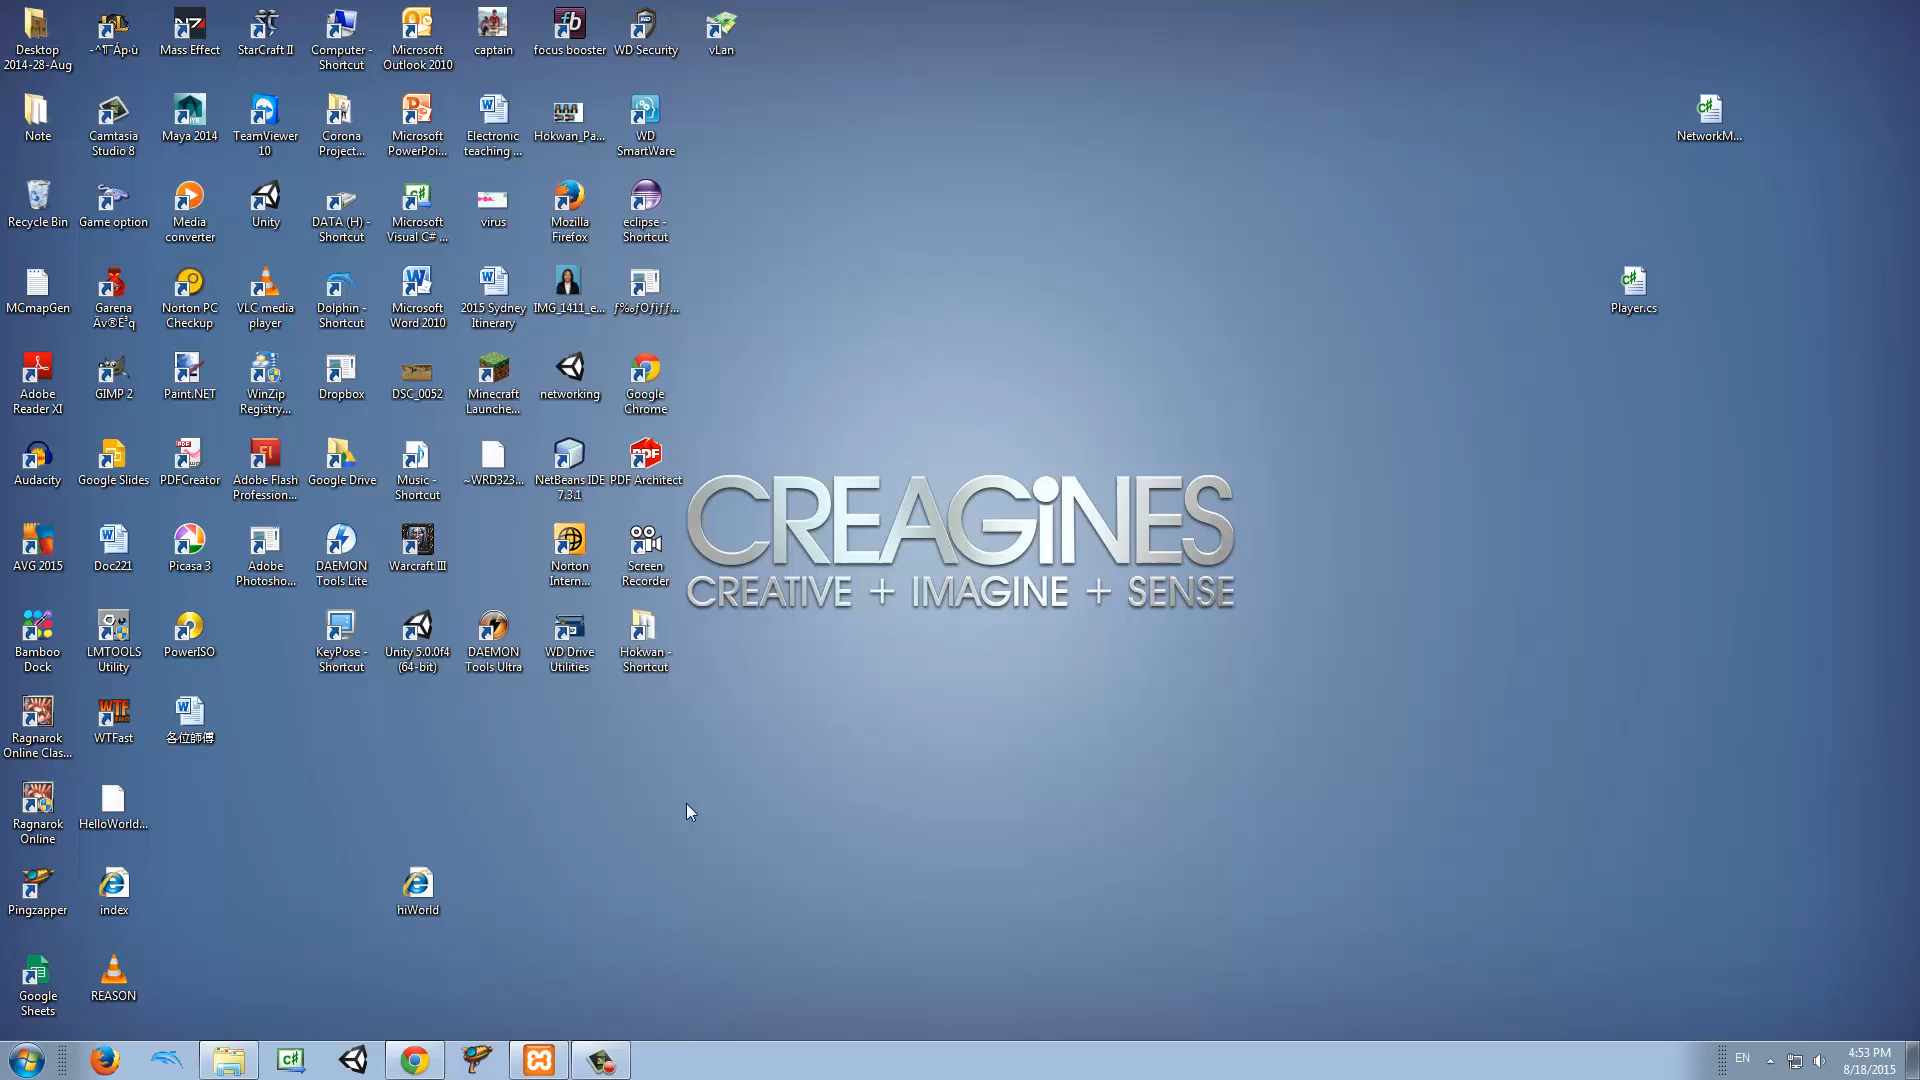 Desktop
2014-28-Aug
Mass Effect
StarCraft II
Computer -
Shortcut
Microsoft
Outlook 2010
captain
focus booster
WD Security
vLan
Note
Camtasia
Studio 8
Maya 2014
TeamViewer
10
Corona
Project...
Microsoft
PowerPoi...
Electronic
teaching ...
Hokwan_Pa...
WD
SmartWare
NetworkM...
Recycle Bin
Game option
Media
converter
Unity
DATA (H) -
Shortcut
Microsoft
Visual C# ...
virus
Mozilla
Firefox
eclipse -
Shortcut
MCmapGen
Garena
Norton PC
Checkup
VLC media
player
Dolphin -
Shortcut
Microsoft
Word 2010
2015 Sydney
Itinerary
IMG_1411_e...
Player.cs
Adobe
Reader XI
GIMP 2
Paint.NET
WinZip
Registry...
Dropbox
DSC_0052
Minecraft
Launche...
networking
Google
Chrome
Audacity
Google Slides
PDFCreator
Adobe Flash
Profession...
Google Drive
Music -
Shortcut
~WRD323...
NetBeans IDE
7.3.1
PDF Architect
CREAGiNES
CREATIVE + IMAGINE + SENSE
AVG 2015
Doc221
Picasa 3
Adobe
Photosho...
DAEMON
Tools Lite
Warcraft III
Norton
Intern...
Screen
Recorder
Bamboo
Dock
LMTOOLS
Utility
PowerISO
KeyPose -
Shortcut
Unity 5.0.0f4
(64-bit)
DAEMON
Tools Ultra
WD Drive
Utilities
Hokwan -
Shortcut
Ragnarok
Online Clas...
WTFast
各位師傅
Ragnarok
Online
HelloWorld...
Pingzapper
index
hiWorld
Google
Sheets
REASON
EN
4:53 PM
8/18/2015